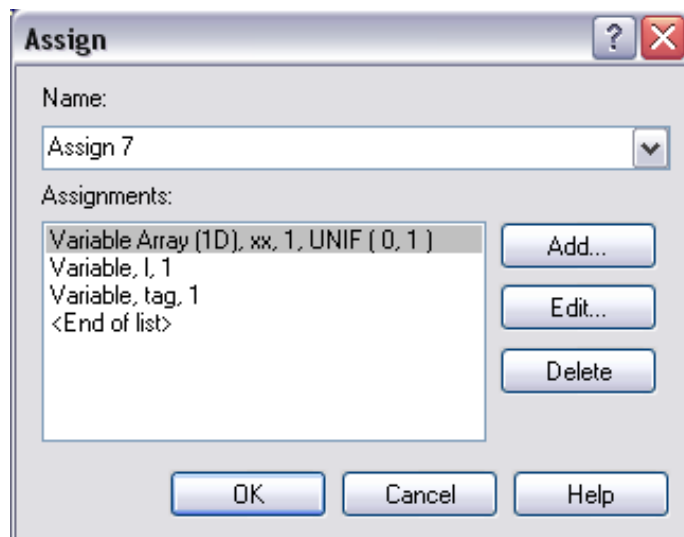 Assign
Name:
Assign 7
Assignments:
Variable Array (1D), xx, 1, UNIF ( 0, 1 )
Variable, I, 1
Variable, tag, 1
<End of list>
Add...
Edit...
Delete
OK
Cancel
Help